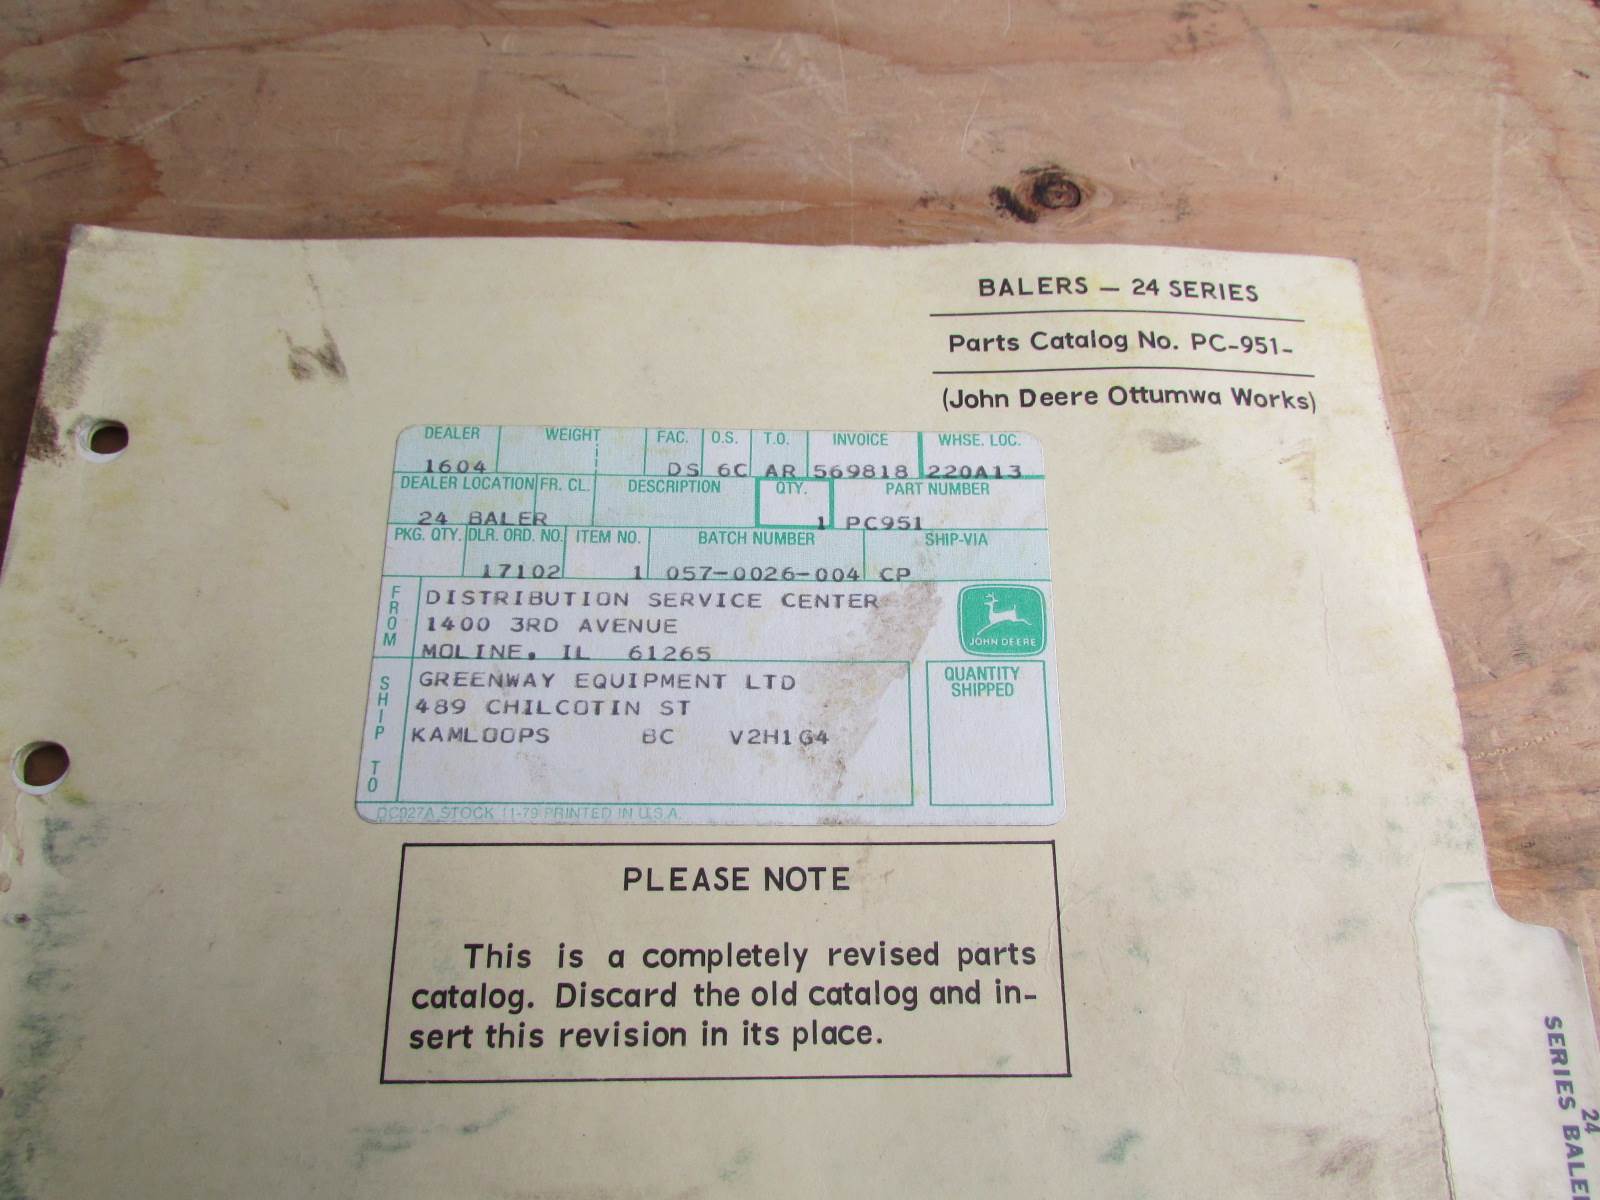 BALERS — 24 SERIES
Parts Catalog No. PC-951-
(John Deere Ottumwa Works)
DEALER WEIGHT FAC. O.S. T.O. INVOICE WHSE. LOC.
1604 DS 6C AR 569818 220A13
DEALER LOCATION FR. CL. DESCRIPTION QTY. PART NUMBER
24 BALER 1 PC951
PKG. QTY. DLR. ORD. NO. ITEM NO. BATCH NUMBER SHIP-VIA
17102 1 057-0026-004 CP
FROM
DISTRIBUTION SERVICE CENTER
1400 3RD AVENUE
MOLINE, IL 61265
JOHN DEERE
SHIP TO
GREENWAY EQUIPMENT LTD
489 CHILCOTIN ST
KAMLOOPS BC V2H1G4
QUANTITY
SHIPPED
DC027A STOCK 11-79 PRINTED IN U.S.A.
PLEASE NOTE
This is a completely revised parts
catalog. Discard the old catalog and in-
sert this revision in its place.
24
SERIES BALE